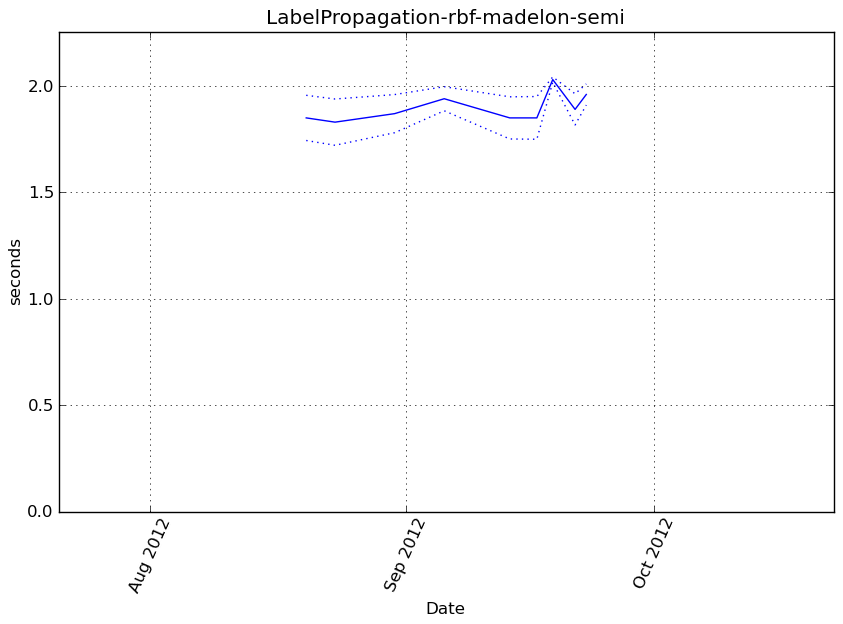 LabelPropagation-rbf-madelon-semi
2.0
1.5
1.0
0.5
0.0
seconds
Aug 2012
Sep 2012
Oct 2012
Date